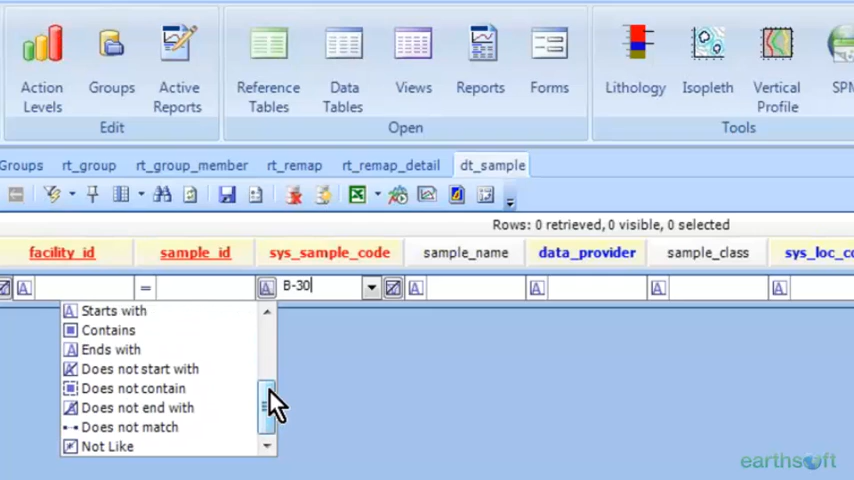 Action Levels
Groups
Active Reports
Reference Tables
Data Tables
Views
Reports
Forms
Lithology
Isopleth
Vertical Profile
SPM
Edit
Open
Tools
Groups
rt_group
rt_group_member
rt_remap
rt_remap_detail
dt_sample
Rows: 0 retrieved, 0 visible, 0 selected
facility_id
sample_id
sys_sample_code
sample_name
data_provider
sample_class
sys_loc_co
=
B-30
Starts with
Contains
Ends with
Does not start with
Does not contain
Does not end with
Does not match
Not Like
earthsoft